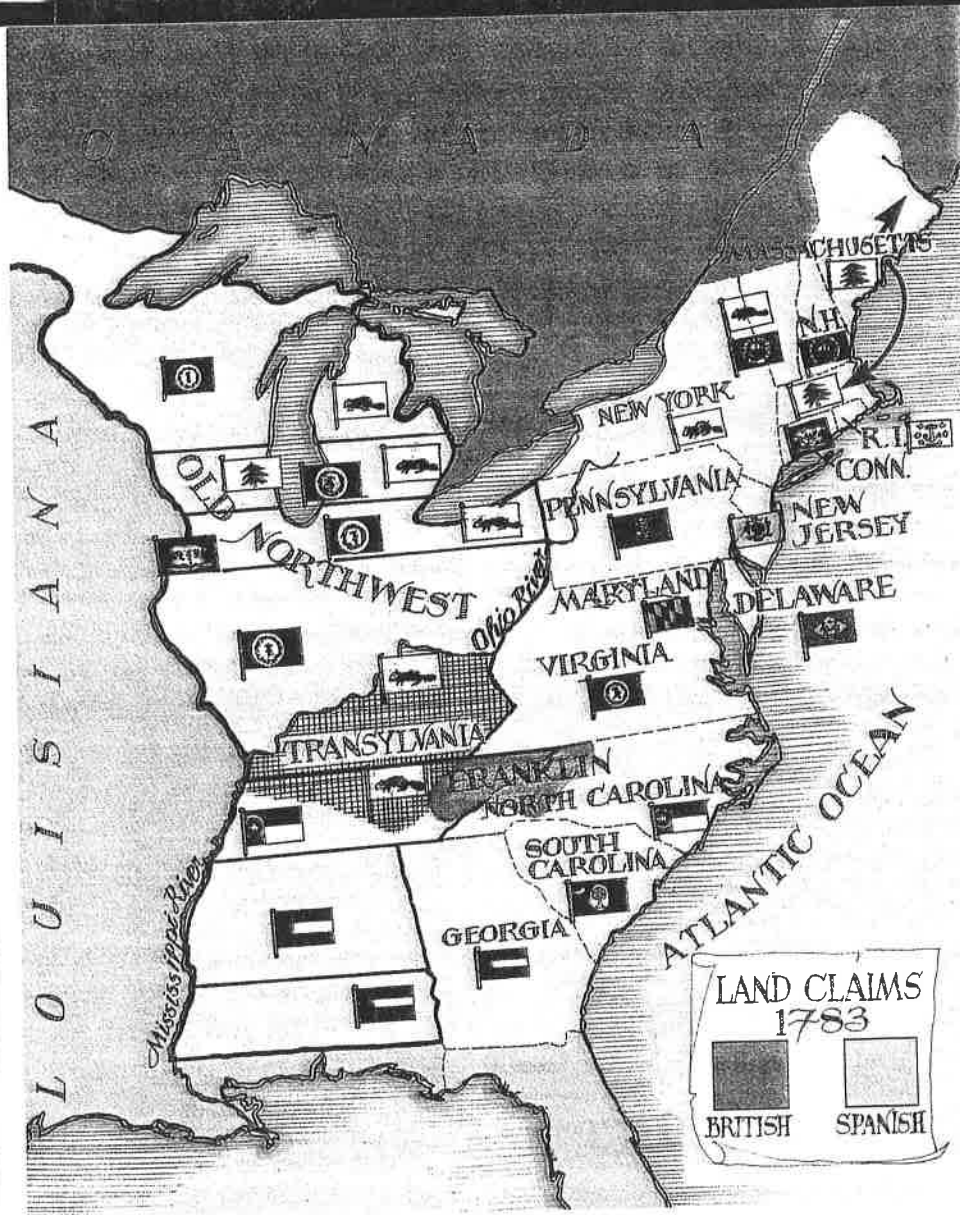 CANADA
MASSACHUSETTS
N.H.
NEW YORK
R.I.
CONN.
PENNSYLVANIA
NEW
JERSEY
OLD
NORTHWEST
Ohio River
MARYLAND
DELAWARE
VIRGINIA
TRANSYLVANIA
FRANKLIN
NORTH CAROLINA
SOUTH
CAROLINA
GEORGIA
LOUISIANA
Mississippi River
ATLANTIC OCEAN
LAND CLAIMS
1783
BRITISH
SPANISH